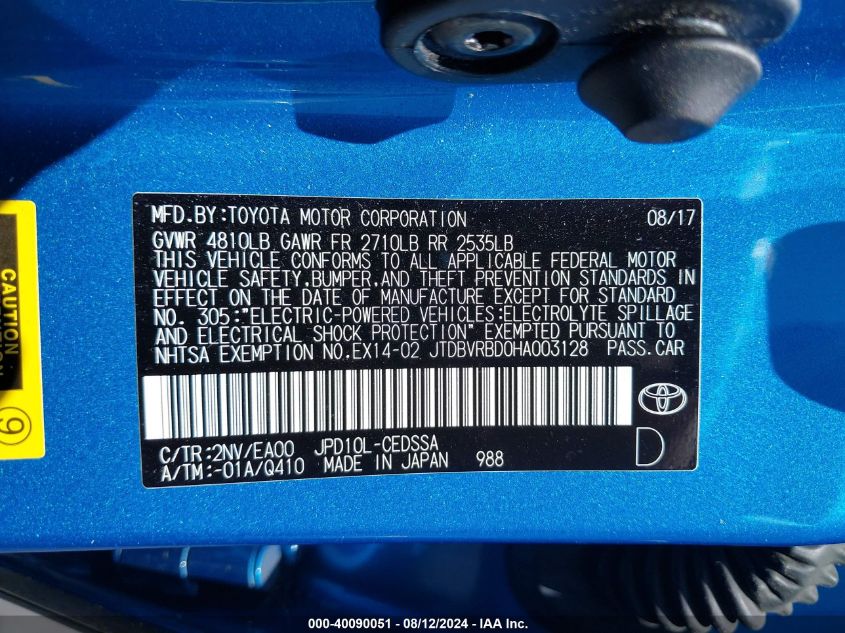 MFD.BY:TOYOTA MOTOR CORPORATION 08/17
GVWR 4810LB GAWR FR 2710LB RR 2535LB
THIS VEHICLE CONFORMS TO ALL APPLICABLE FEDERAL MOTOR
VEHICLE SAFETY,BUMPER,AND THEFT PREVENTION STANDARDS IN
EFFECT ON THE DATE OF MANUFACTURE EXCEPT FOR STANDARD
NO. 305:"ELECTRIC-POWERED VEHICLES:ELECTROLYTE SPILLAGE
AND ELECTRICAL SHOCK PROTECTION" EXEMPTED PURSUANT TO
NHTSA EXEMPTION NO.EX14-02 JTDBVRBD0HA003128 PASS.CAR
C/TR:2NV/EA00 JPD10L-CEDSSA
A/TM:-01A/Q410 MADE IN JAPAN 988
D
CAUTION
9
000-40090051 - 08/12/2024 - IAA Inc.